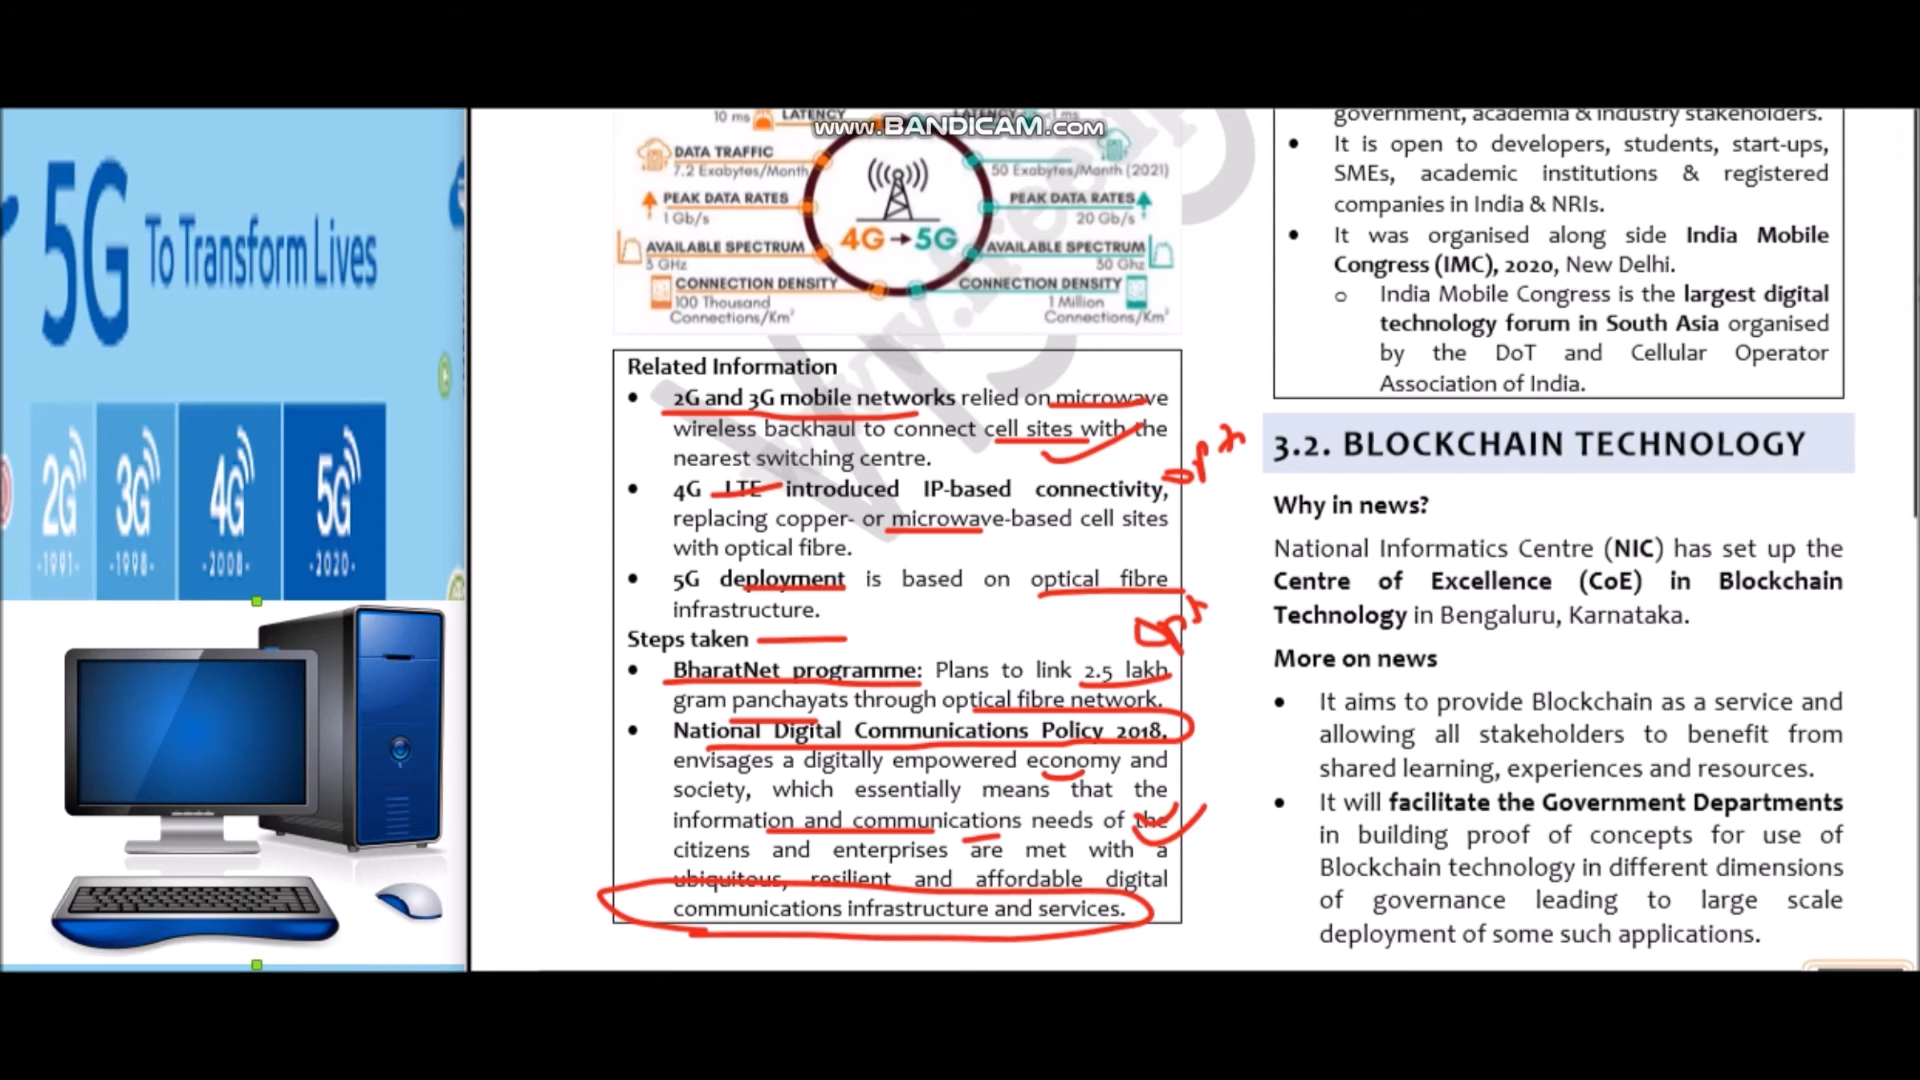 www.BANDICAM.com
5G To Transform Lives
2G 3G 4G 5G
-1991- -1998- -2008- -2020-
10 ms LATENCY
LATENCY 1ms
DATA TRAFFIC
7.2 Exabytes/Month
50 Exabytes/Month (2021)
PEAK DATA RATES
1 Gb/s
PEAK DATA RATES
20 Gb/s
4G→5G
AVAILABLE SPECTRUM
3 GHz
AVAILABLE SPECTRUM
30 Ghz
CONNECTION DENSITY
100 Thousand
Connections/Km²
CONNECTION DENSITY
1 Million
Connections/Km²
Related Information
• 2G and 3G mobile networks relied on microwave
wireless backhaul to connect cell sites with the
nearest switching centre.
• 4G LTE introduced IP-based connectivity,
replacing copper- or microwave-based cell sites
with optical fibre.
• 5G deployment is based on optical fibre
infrastructure.
Steps taken
• BharatNet programme: Plans to link 2.5 lakh
gram panchayats through optical fibre network.
• National Digital Communications Policy 2018,
envisages a digitally empowered economy and
society, which essentially means that the
information and communications needs of the
citizens and enterprises are met with a
ubiquitous, resilient and affordable digital
communications infrastructure and services.
government, academia & industry stakeholders.
• It is open to developers, students, start-ups,
SMEs, academic institutions & registered
companies in India & NRIs.
• It was organised along side India Mobile
Congress (IMC), 2020, New Delhi.
o India Mobile Congress is the largest digital
technology forum in South Asia organised
by the DoT and Cellular Operator
Association of India.
3.2. BLOCKCHAIN TECHNOLOGY
Why in news?
National Informatics Centre (NIC) has set up the
Centre of Excellence (CoE) in Blockchain
Technology in Bengaluru, Karnataka.
More on news
• It aims to provide Blockchain as a service and
allowing all stakeholders to benefit from
shared learning, experiences and resources.
• It will facilitate the Government Departments
in building proof of concepts for use of
Blockchain technology in different dimensions
of governance leading to large scale
deployment of some such applications.